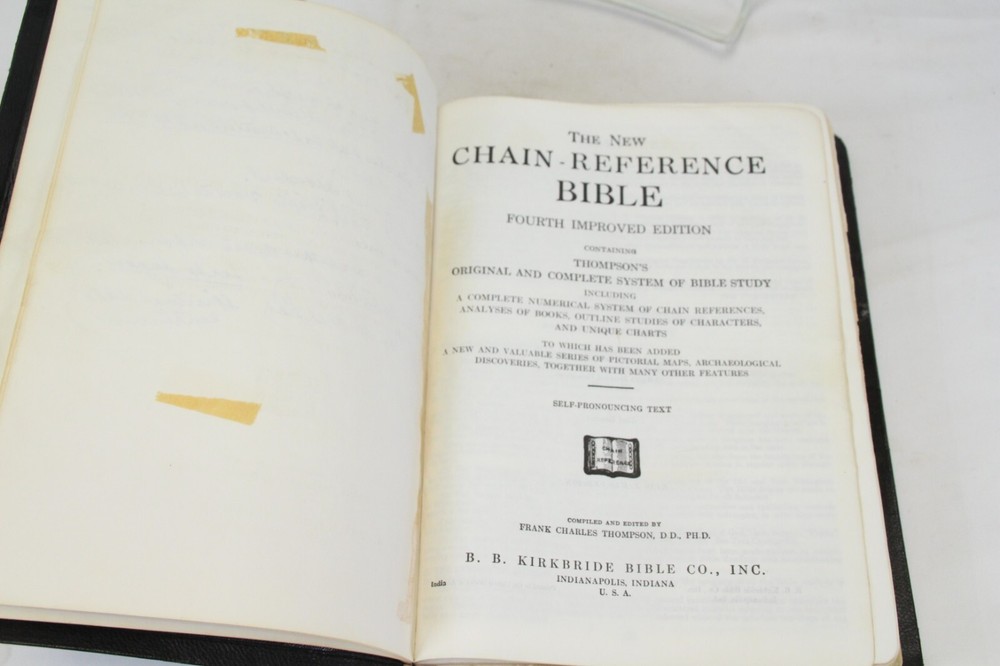 THE NEW
CHAIN-REFERENCE
BIBLE
FOURTH IMPROVED EDITION
CONTAINING
THOMPSON'S
ORIGINAL AND COMPLETE SYSTEM OF BIBLE STUDY
INCLUDING
A COMPLETE NUMERICAL SYSTEM OF CHAIN REFERENCES,
ANALYSES OF BOOKS, OUTLINE STUDIES OF CHARACTERS,
AND UNIQUE CHARTS
TO WHICH HAS BEEN ADDED
A NEW AND VALUABLE SERIES OF PICTORIAL MAPS, ARCHAEOLOGICAL
DISCOVERIES, TOGETHER WITH MANY OTHER FEATURES
SELF-PRONOUNCING TEXT
CHAIN
REFERENCE
COMPILED AND EDITED BY
FRANK CHARLES THOMPSON, D D., PH.D.
B. B. KIRKBRIDE BIBLE CO., INC.
INDIANAPOLIS, INDIANA
U. S. A.
India